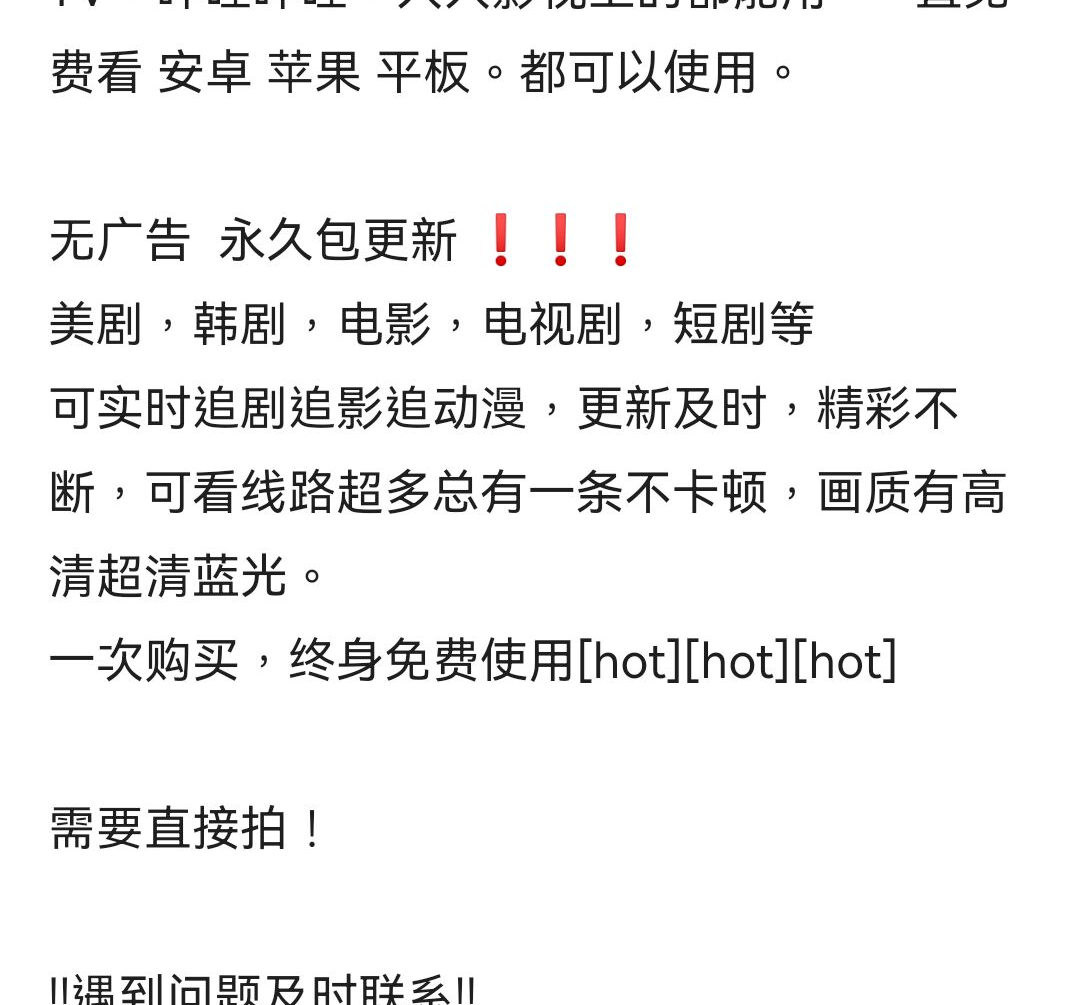 费看 安卓 苹果 平板。都可以使用。
无广告 永久包更新❗❗❗
美剧，韩剧，电影，电视剧，短剧等
可实时追剧追影追动漫，更新及时，精彩不
断，可看线路超多总有一条不卡顿，画质有高
清超清蓝光。
一次购买，终身免费使用[hot][hot][hot]
需要直接拍！
‼遇到问题及时联系‼